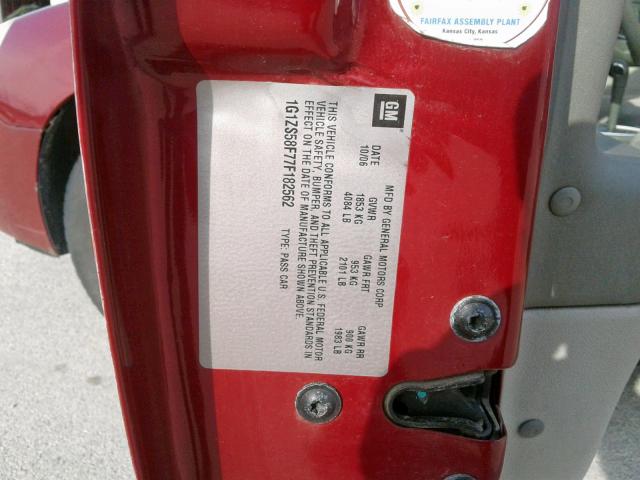 FAIRFAX ASSEMBLY PLANT
Kansas City, Kansas
GM
MFD BY GENERAL MOTORS CORP
DATE GVWR GAWR FRT GAWR RR
10/06 1853 KG 953 KG 900 KG
4084 LB 2101 LB 1983 LB
THIS VEHICLE CONFORMS TO ALL APPLICABLE U.S. FEDERAL MOTOR
VEHICLE SAFETY, BUMPER, AND THEFT PREVENTION STANDARDS IN
EFFECT ON THE DATE OF MANUFACTURE SHOWN ABOVE.
1G1ZS58F77F182562 TYPE: PASS CAR